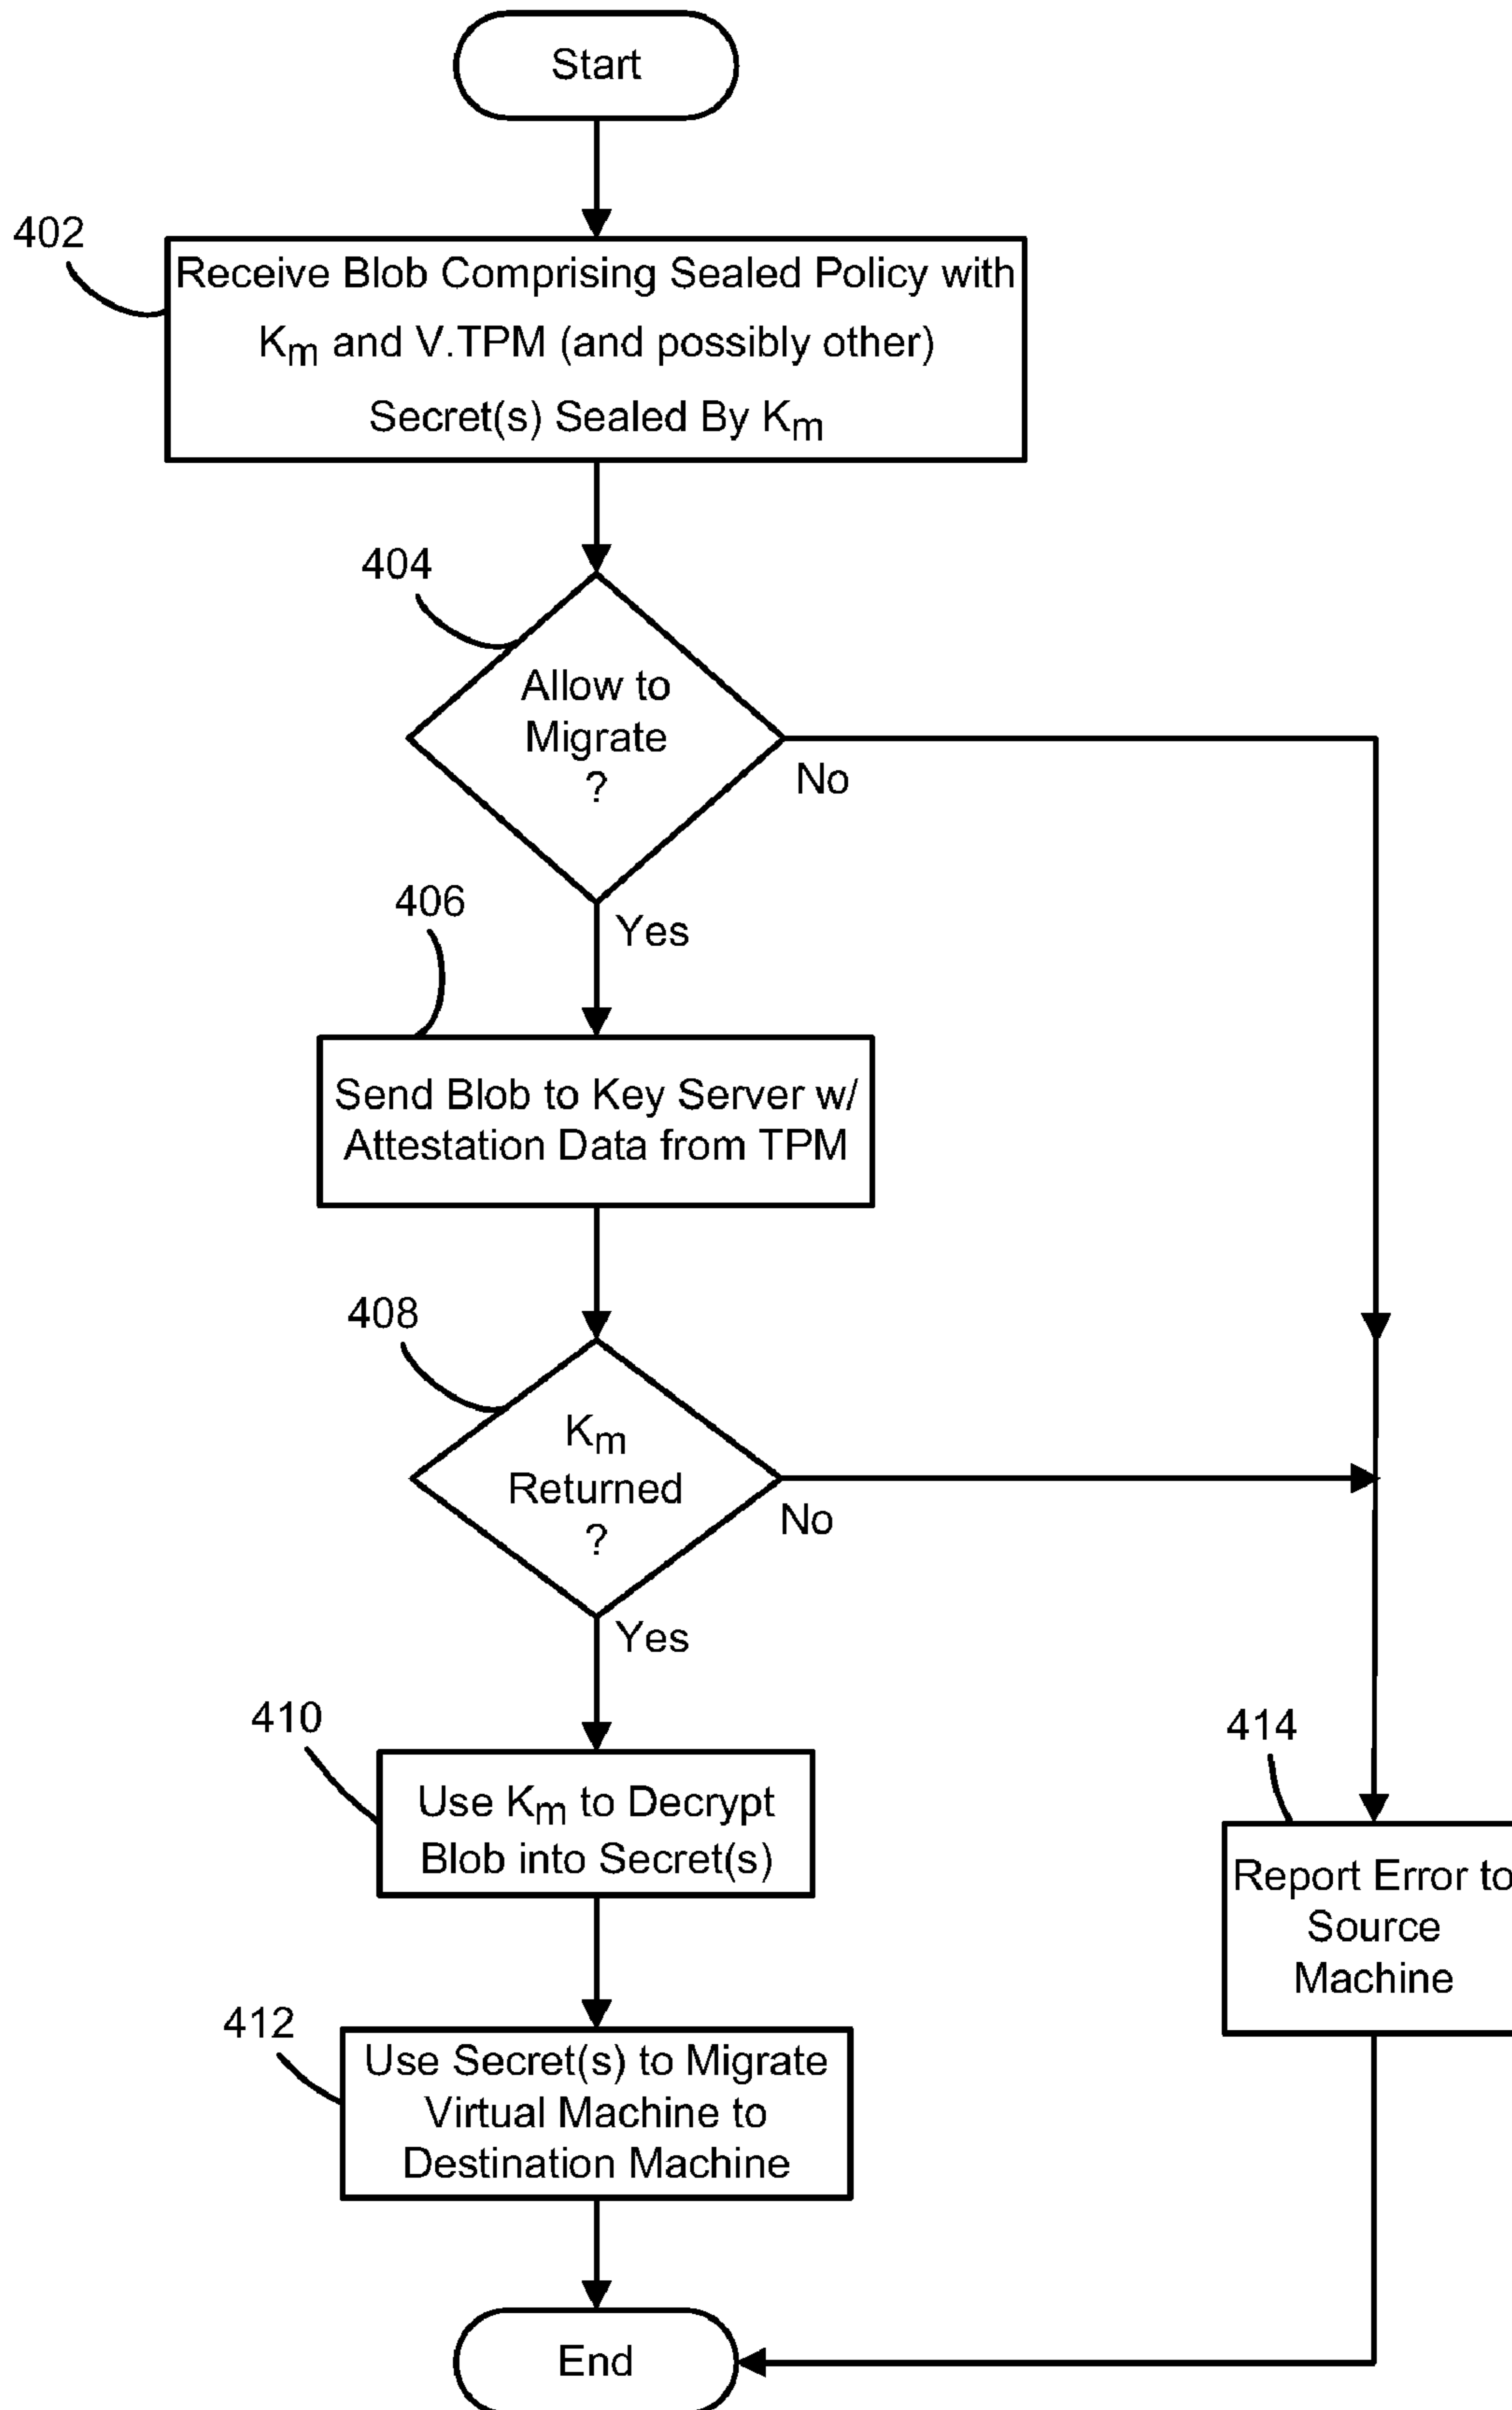 Start
402
Receive Blob Comprising Sealed Policy with
Km and V.TPM (and possibly other)
Secret(s) Sealed By Km
404
Allow to
Migrate
?
No
Yes
406
Send Blob to Key Server w/
Attestation Data from TPM
408
Km
Returned
?
No
Yes
410
Use Km to Decrypt
Blob into Secret(s)
414
Report Error to
Source
Machine
412
Use Secret(s) to Migrate
Virtual Machine to
Destination Machine
End